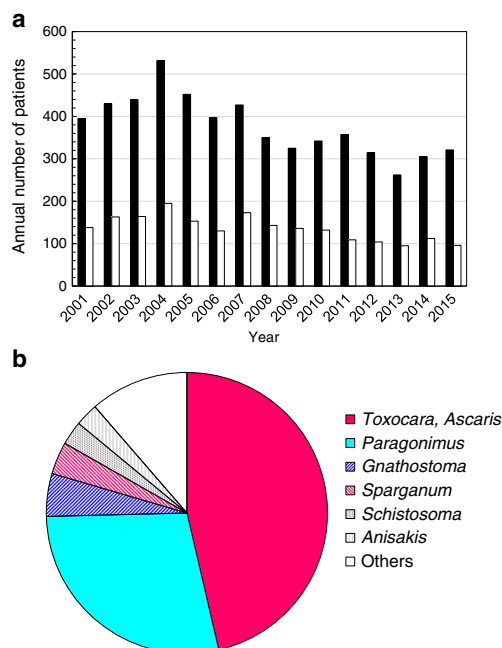 a
Annual number of patients
600
500
400
300
200
100
0
2001 2002 2003 2004 2005 2006 2007 2008 2009 2010 2011 2012 2013 2014 2015
Year
b
Toxocara, Ascaris
Paragonimus
Gnathostoma
Sparganum
Schistosoma
Anisakis
Others